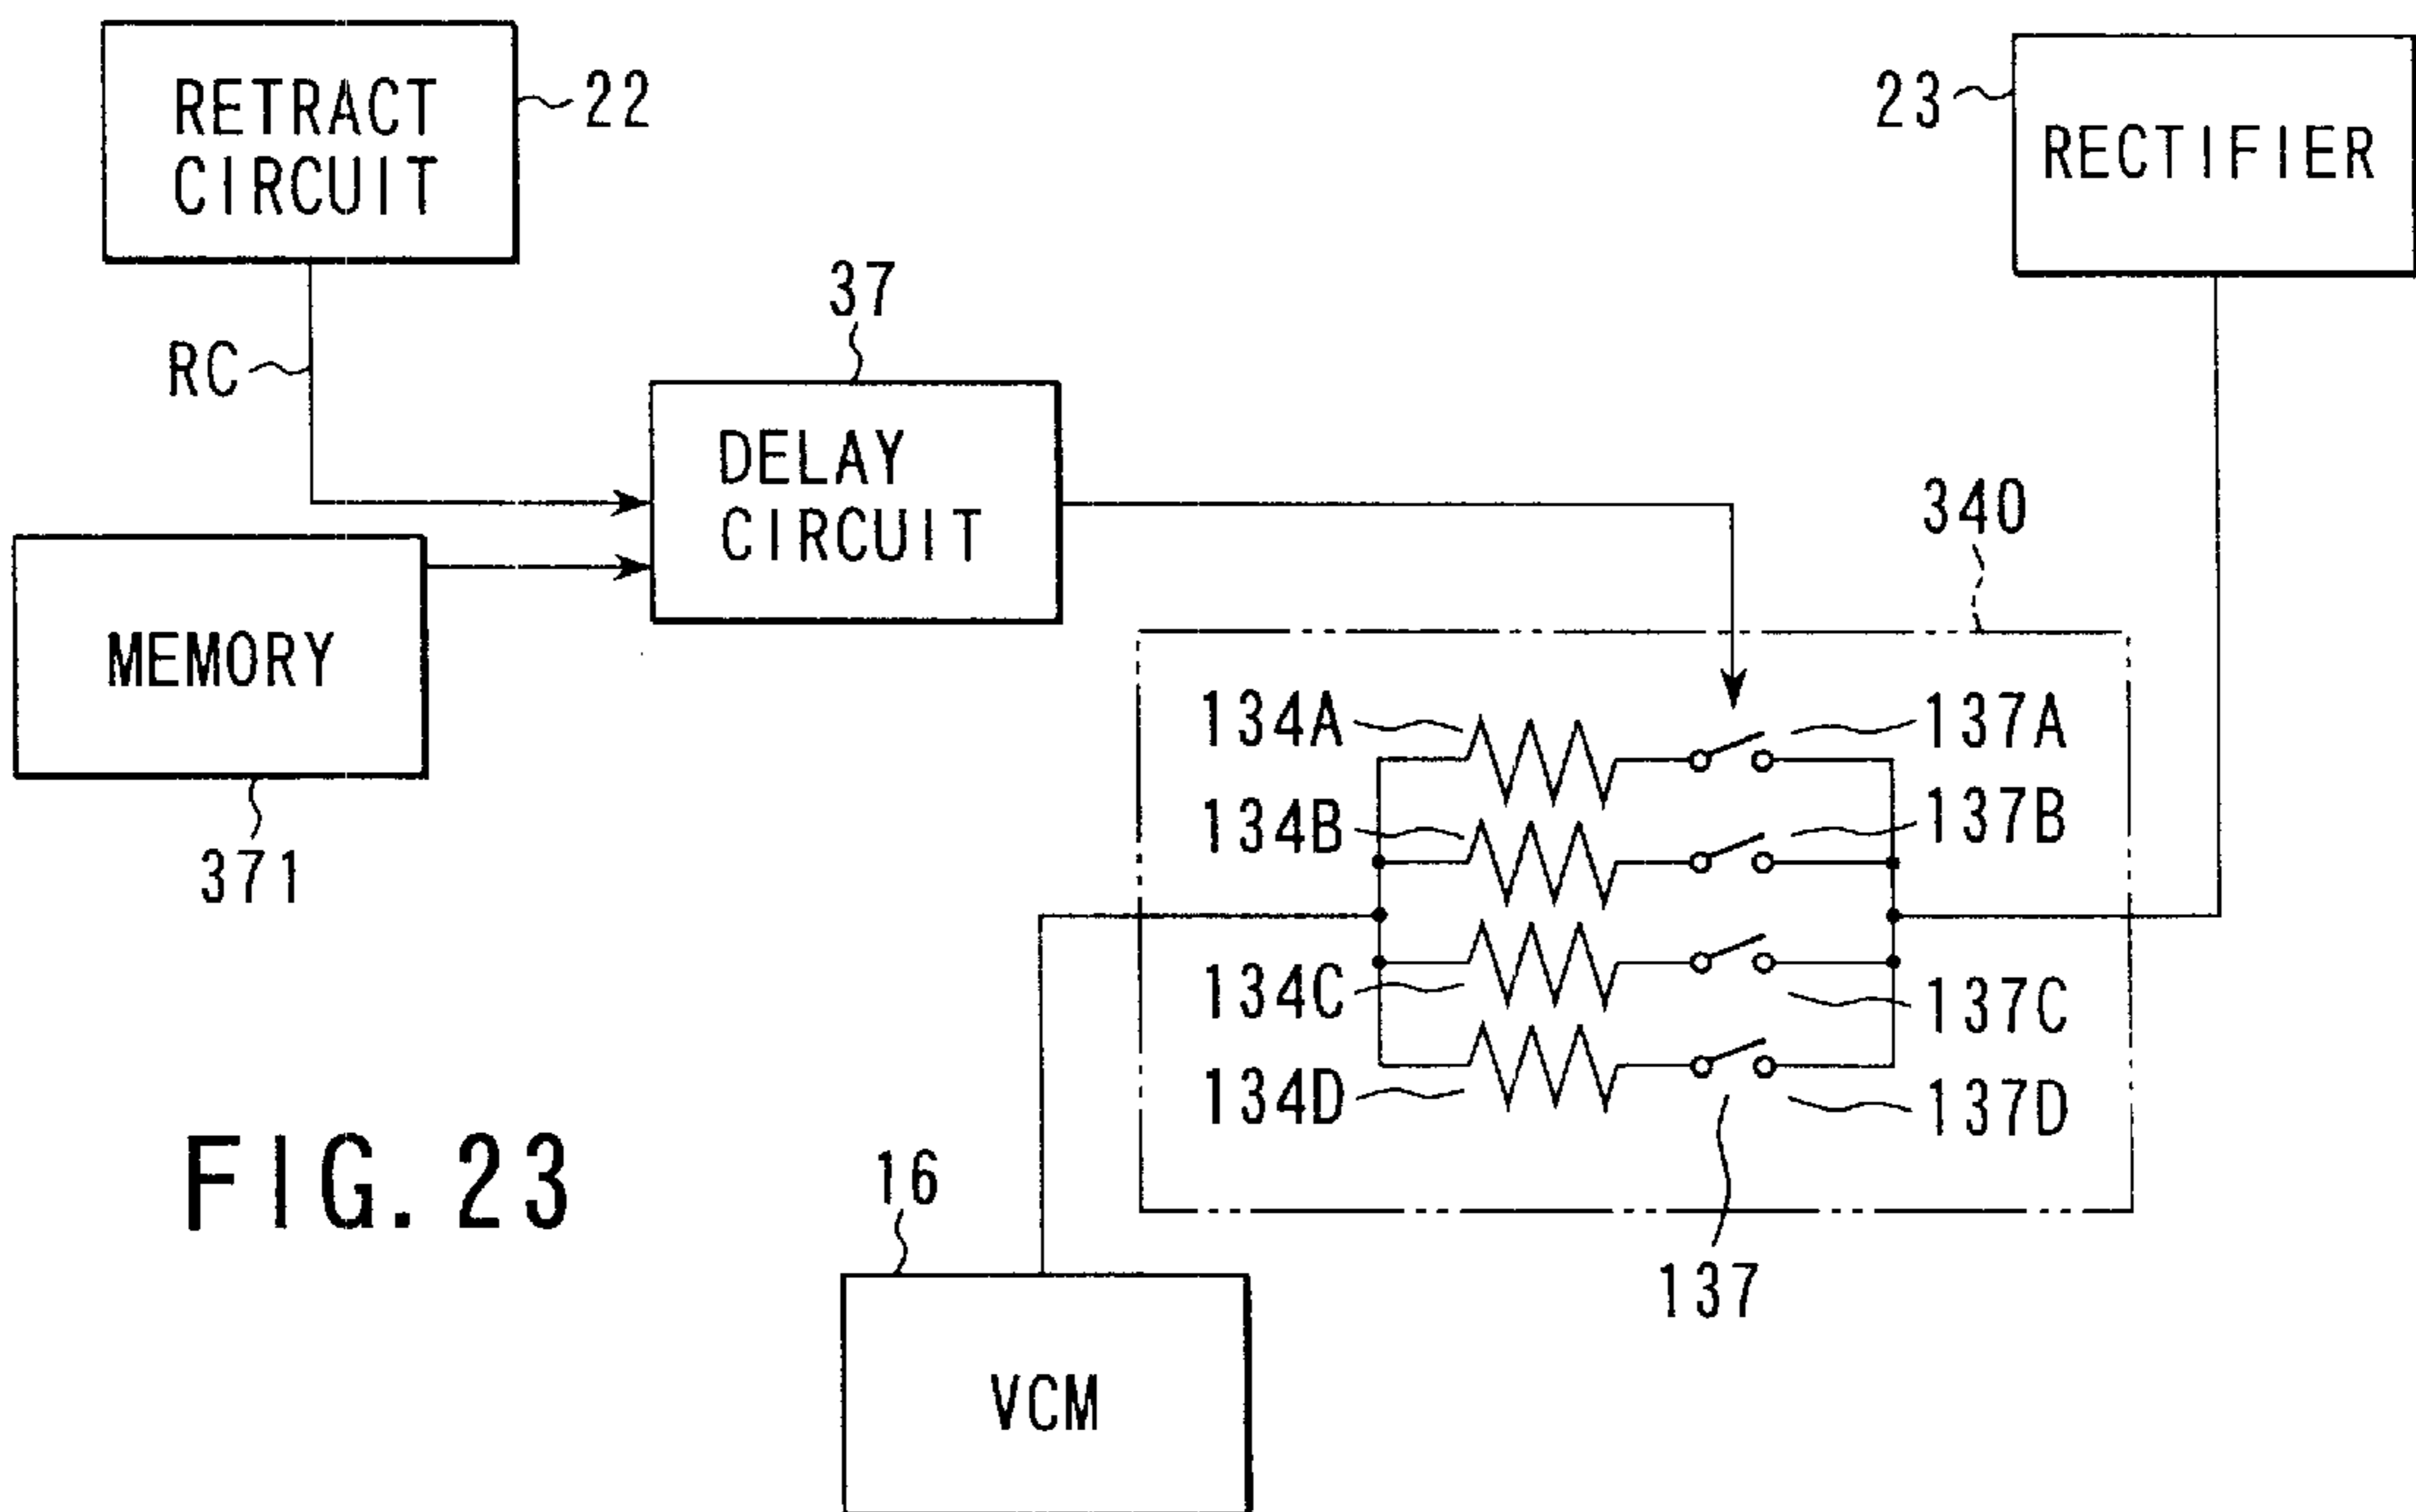 RETRACT
CIRCUIT
22
23
RECTIFIER
RC
37
DELAY
CIRCUIT
340
MEMORY
371
134A
137A
134B
137B
134C
137C
134D
137D
137
16
VCM
FIG. 23